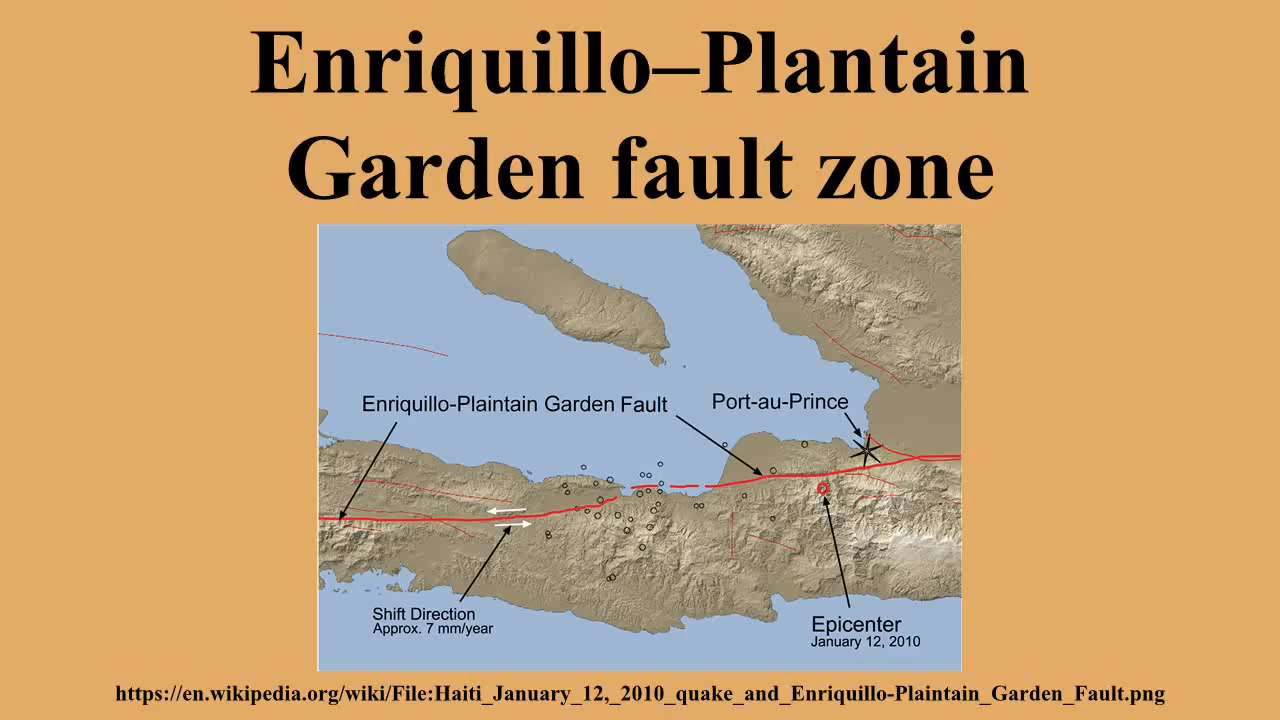 Enriquillo–Plantain
Garden fault zone
Enriquillo-Plaintain Garden Fault
Port-au-Prince
Shift Direction
Approx. 7 mm/year
Epicenter
January 12, 2010
https://en.wikipedia.org/wiki/File:Haiti_January_12,_2010_quake_and_Enriquillo-Plaintain_Garden_Fault.png